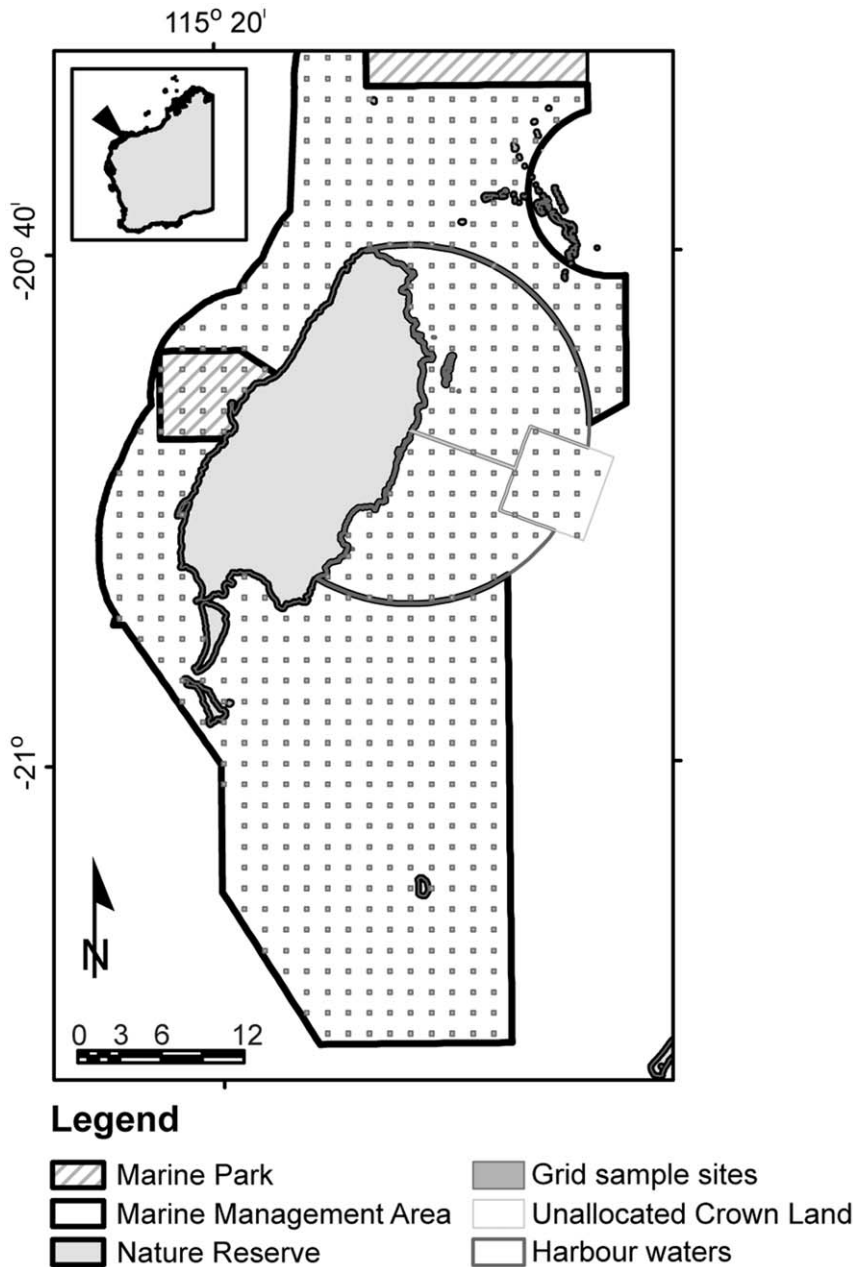 115° 20'
-20° 40'
-21°
N
0 3 6 12
Legend
Marine Park
Marine Management Area
Nature Reserve
Grid sample sites
Unallocated Crown Land
Harbour waters